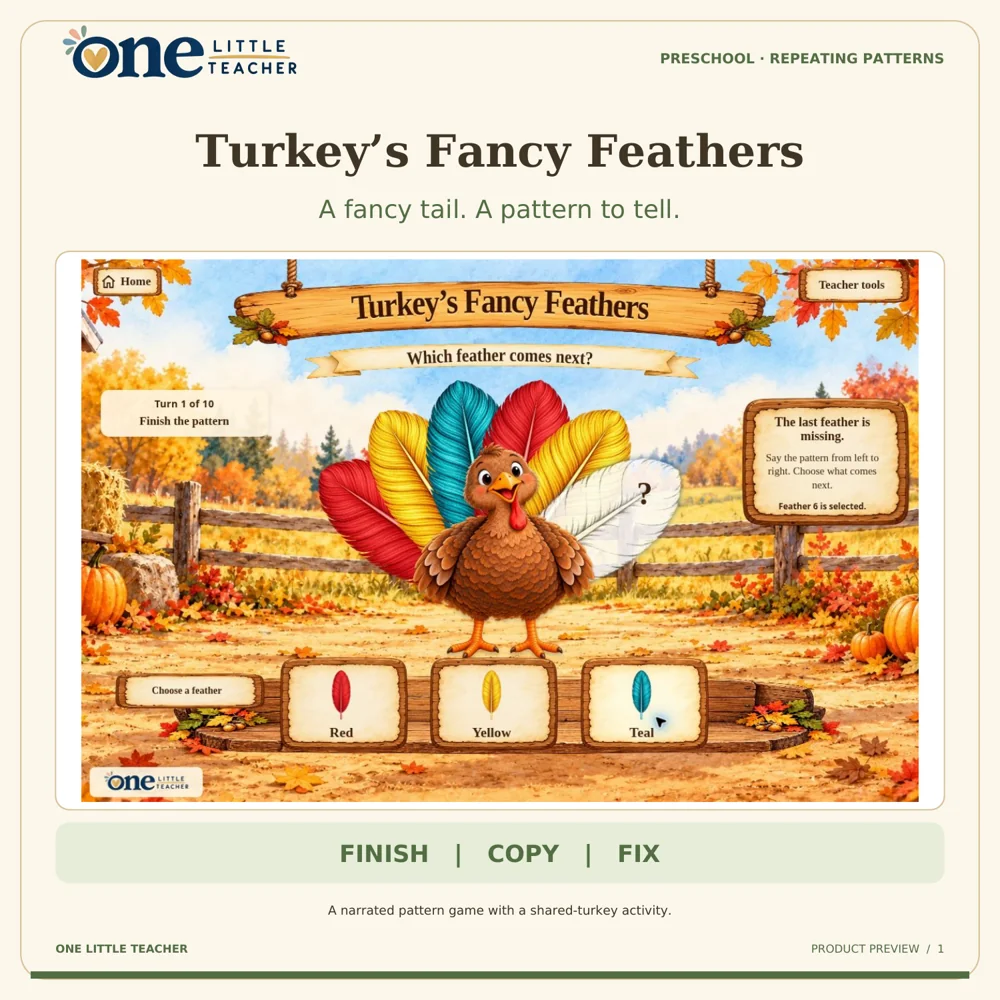 one LITTLE TEACHER
PRESCHOOL · REPEATING PATTERNS
Turkey’s Fancy Feathers
A fancy tail. A pattern to tell.
Home
Turkey’s Fancy Feathers
Teacher tools
Which feather comes next?
Turn 1 of 10
Finish the pattern
The last feather is
missing.
Say the pattern from left to
right. Choose what comes
next.
Feather 6 is selected.
?
Choose a feather
Red
Yellow
Teal
one LITTLE TEACHER
FINISH | COPY | FIX
A narrated pattern game with a shared-turkey activity.
ONE LITTLE TEACHER
PRODUCT PREVIEW / 1